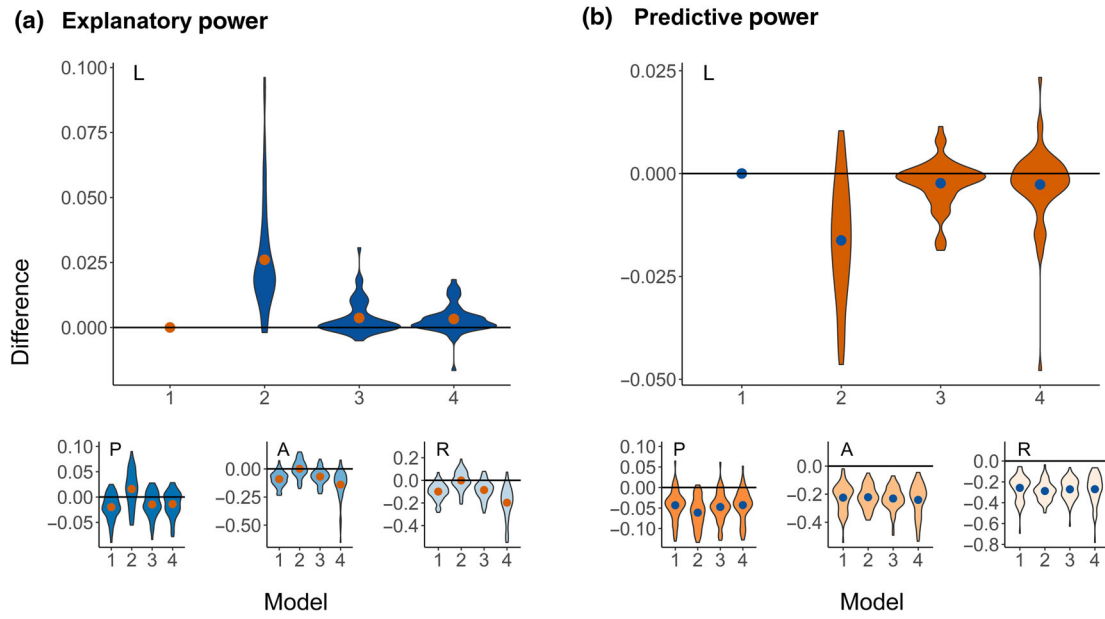 (a) Explanatory power
(b) Predictive power
L
0.100
0.075
0.050
0.025
0.000
1 2 3 4
Difference
L
0.025
0.000
−0.025
−0.050
1 2 3 4
P
0.10
0.05
0.00
−0.05
1 2 3 4
A
0.00
−0.25
−0.50
1 2 3 4
R
0.2
0.0
−0.2
−0.4
1 2 3 4
Model
P
0.10
0.05
0.00
−0.05
−0.10
1 2 3 4
A
0.0
−0.2
−0.4
1 2 3 4
R
0.0
−0.2
−0.4
−0.6
−0.8
1 2 3 4
Model